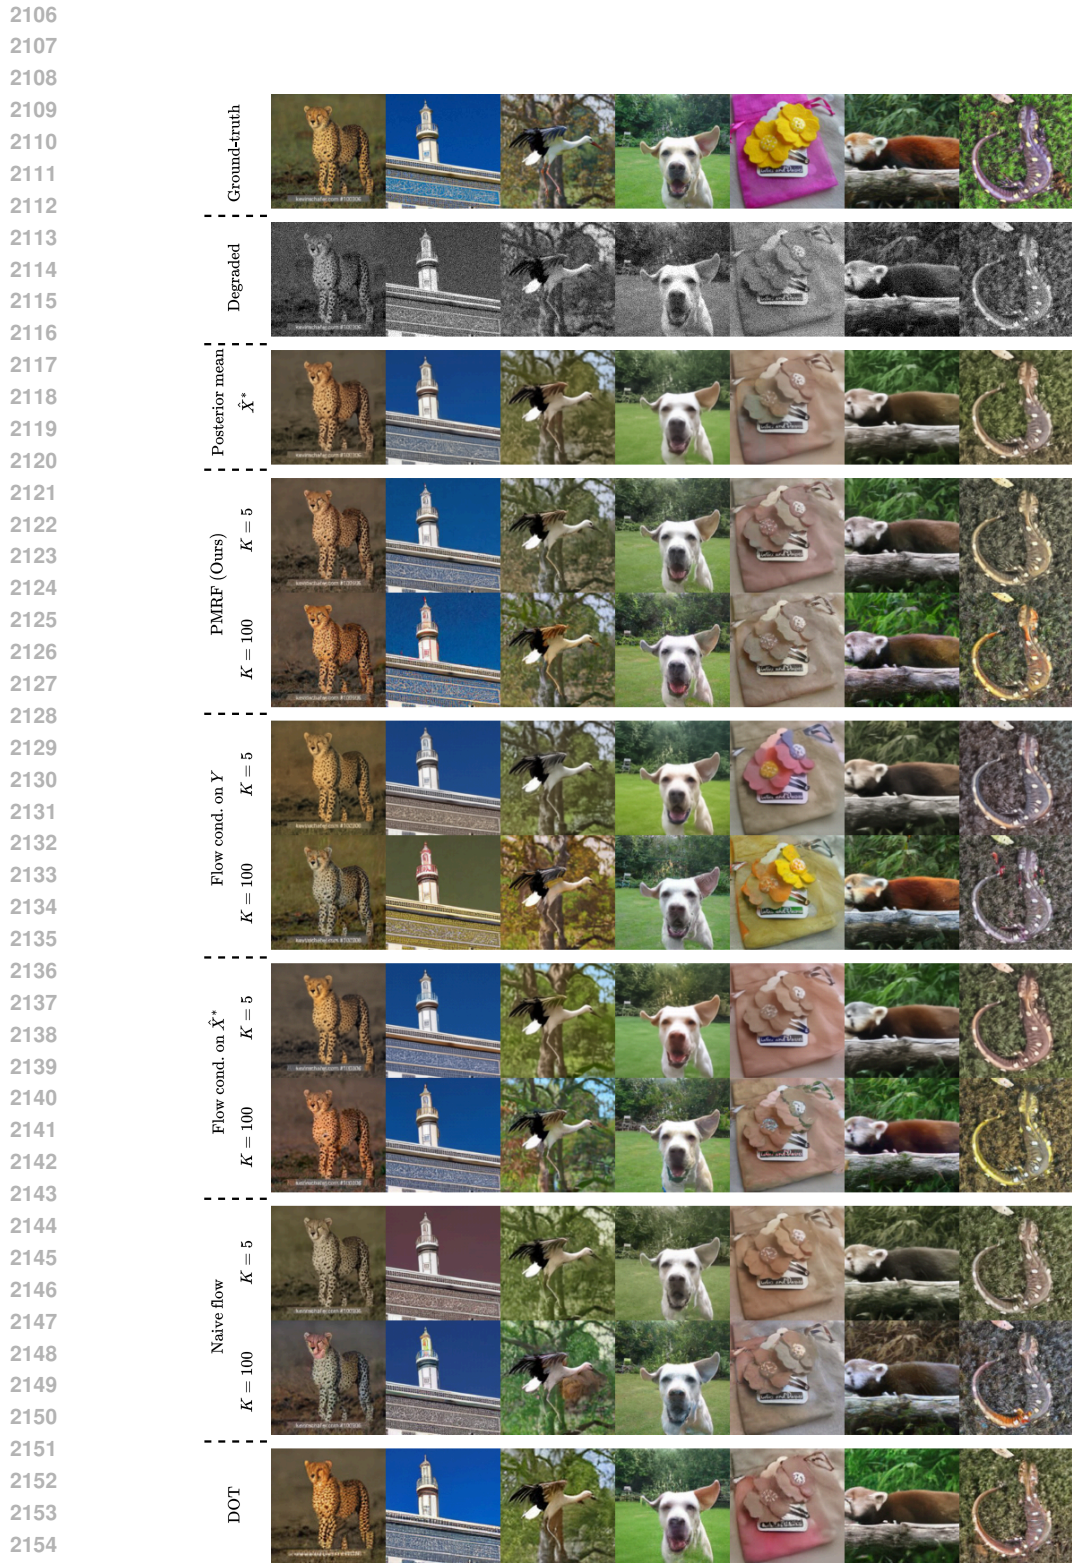 2106
2107
2108
2109
2110
2111
2112
2113
2114
2115
2116
2117
2118
2119
2120
2121
2122
2123
2124
2125
2126
2127
2128
2129
2130
2131
2132
2133
2134
2135
2136
2137
2138
2139
2140
2141
2142
2143
2144
2145
2146
2147
2148
2149
2150
2151
2152
2153
2154
Ground-truth
Degraded
Posterior mean
X̂*
PMRF (Ours)
K = 5
K = 100
Flow cond. on Y
K = 5
K = 100
Flow cond. on X̂*
K = 5
K = 100
Naive flow
K = 5
K = 100
DOT